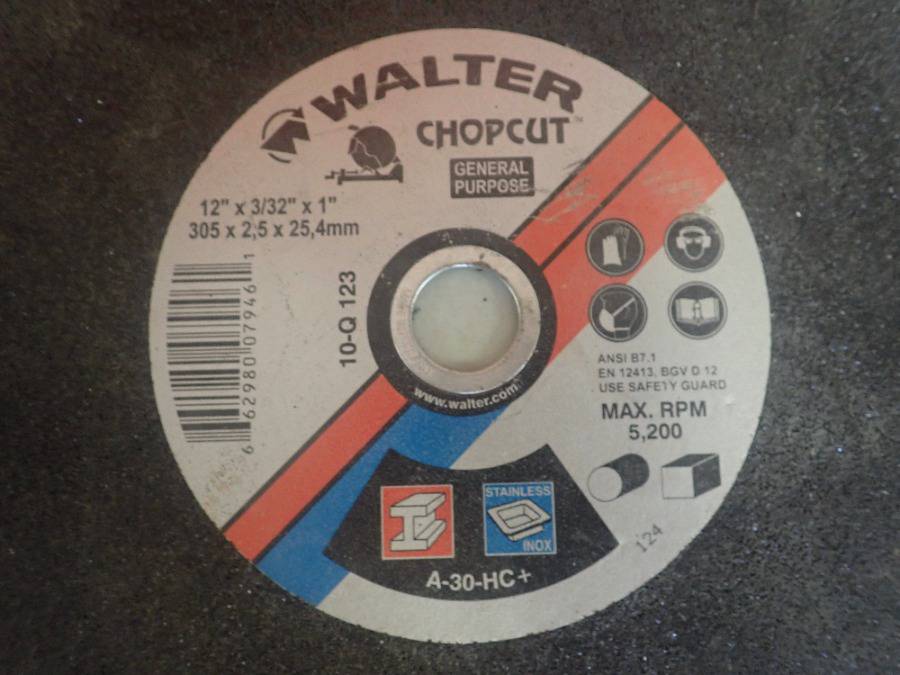 WALTER
CHOPCUT™
GENERAL
PURPOSE
12" x 3/32" x 1"
305 x 2,5 x 25,4mm
6 62980 07946 1
10-Q 123
www.walter.com
ANSI B7.1
EN 12413, BGV D 12
USE SAFETY GUARD
MAX. RPM
5,200
STAINLESS
INOX
A-30-HC+
124